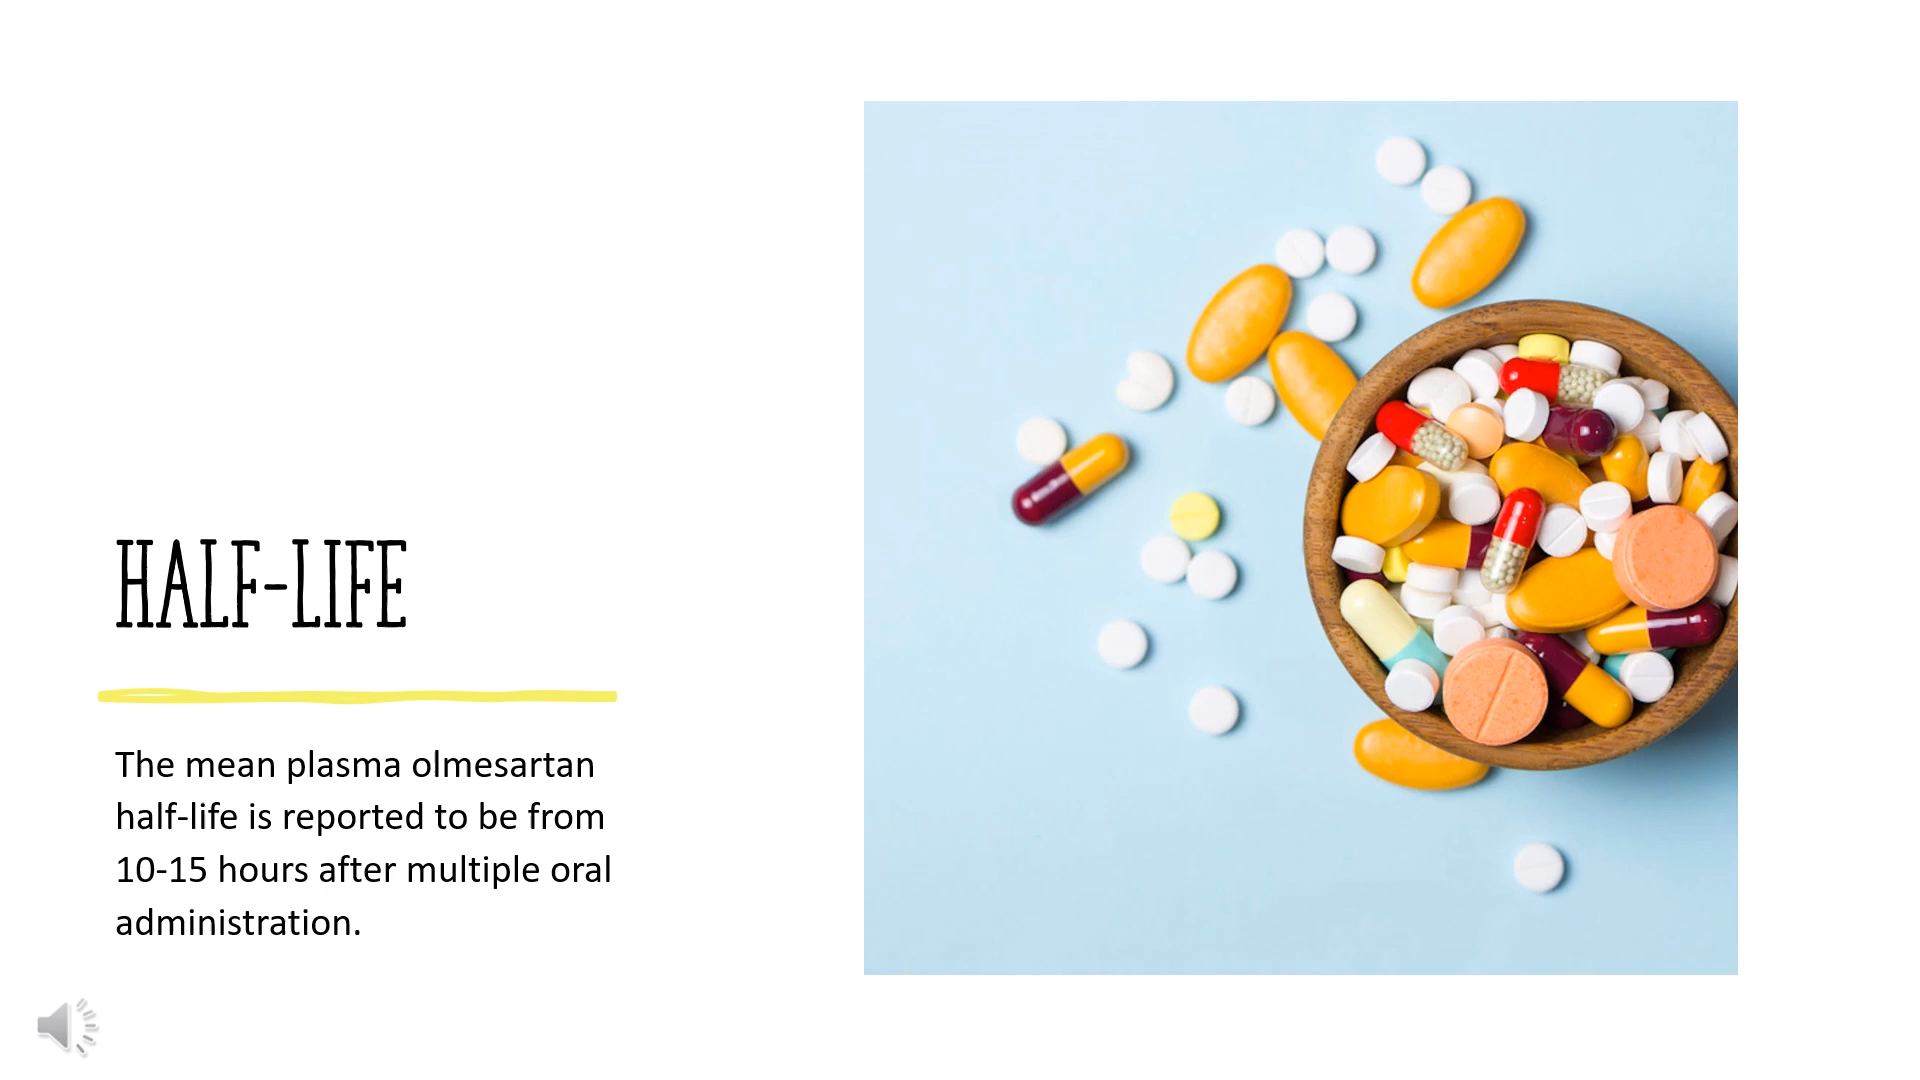 HALF-LIFE
The mean plasma olmesartan
half-life is reported to be from
10-15 hours after multiple oral
administration.